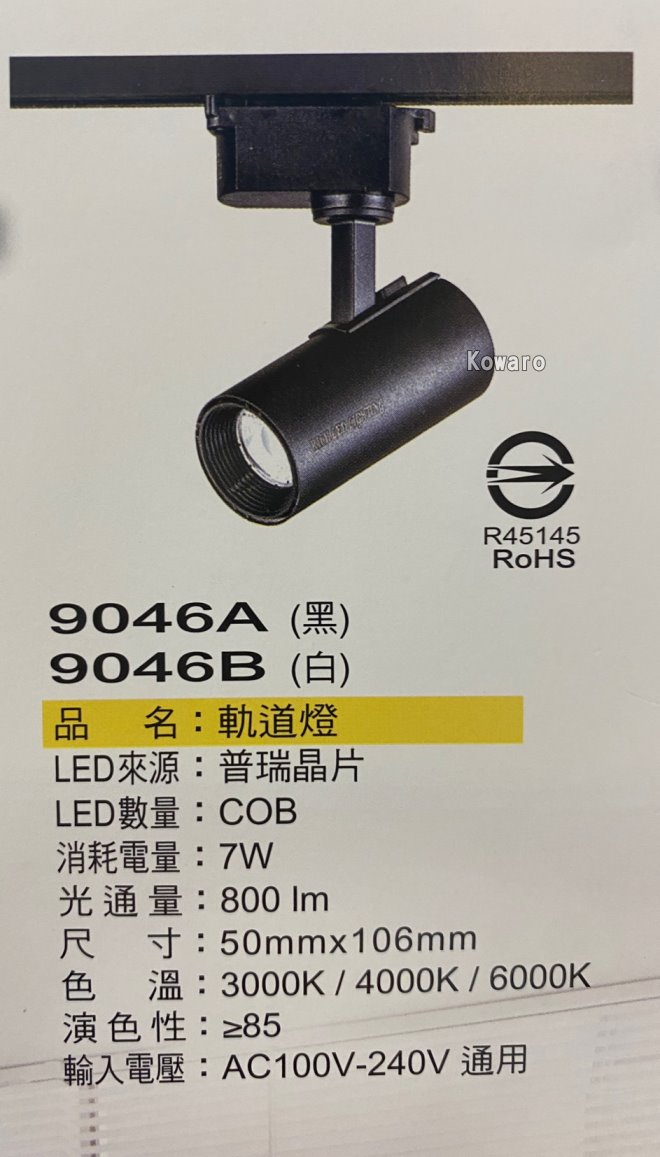 Kowaro
R45145
RoHS
9046A (黑)
9046B (白)
品 名：軌道燈
LED來源：普瑞晶片
LED數量：COB
消耗電量：7W
光通量：800 lm
尺 寸：50mmx106mm
色 溫：3000K / 4000K / 6000K
演色性：≥85
輸入電壓：AC100V-240V 通用